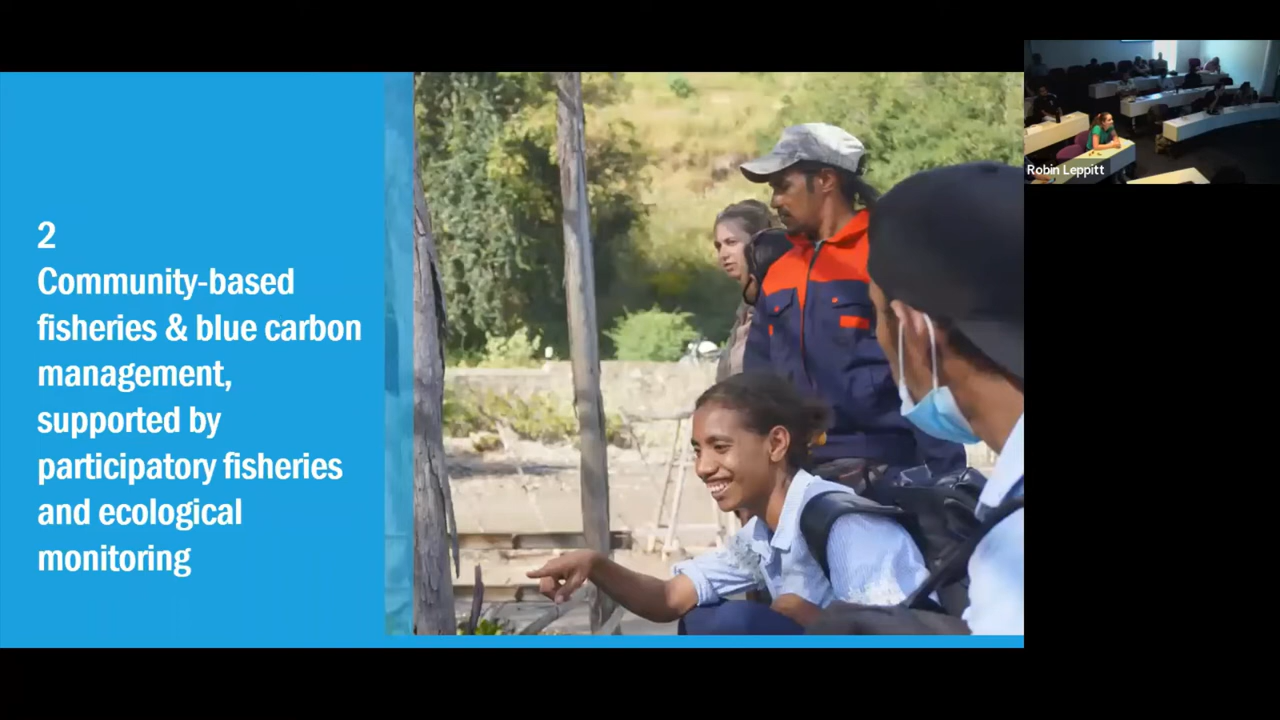 2
Community-based
fisheries & blue carbon
management,
supported by
participatory fisheries
and ecological
monitoring
Robin Leppitt